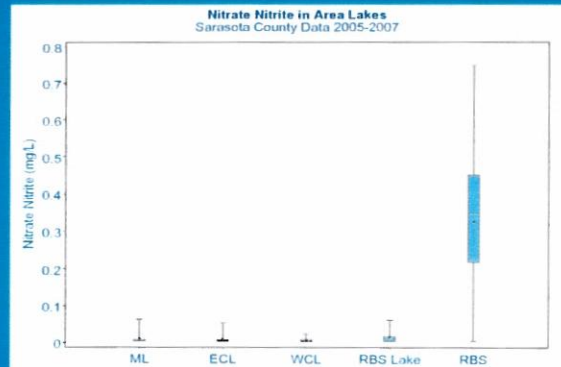 Nitrate Nitrite in Area Lakes
Sarasota County Data 2005-2007
Nitrate Nitrite (mg/L)
0.8
0.7
0.6
0.5
0.4
0.3
0.2
0.1
0
ML ECL WCL RBS Lake RBS